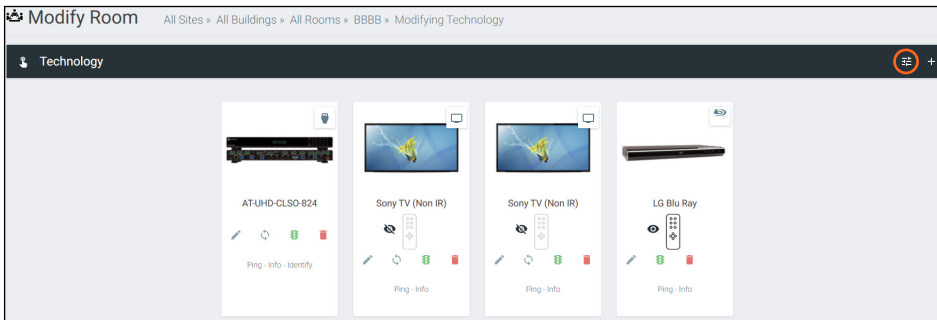 Modify Room All Sites » All Buildings » All Rooms » BBBB » Modifying Technology
Technology
AT-UHD-CLSO-824 Sony TV (Non IR) Sony TV (Non IR) LG Blu Ray
Ping - Info - Identify Ping - Info Ping - Info Ping - Info